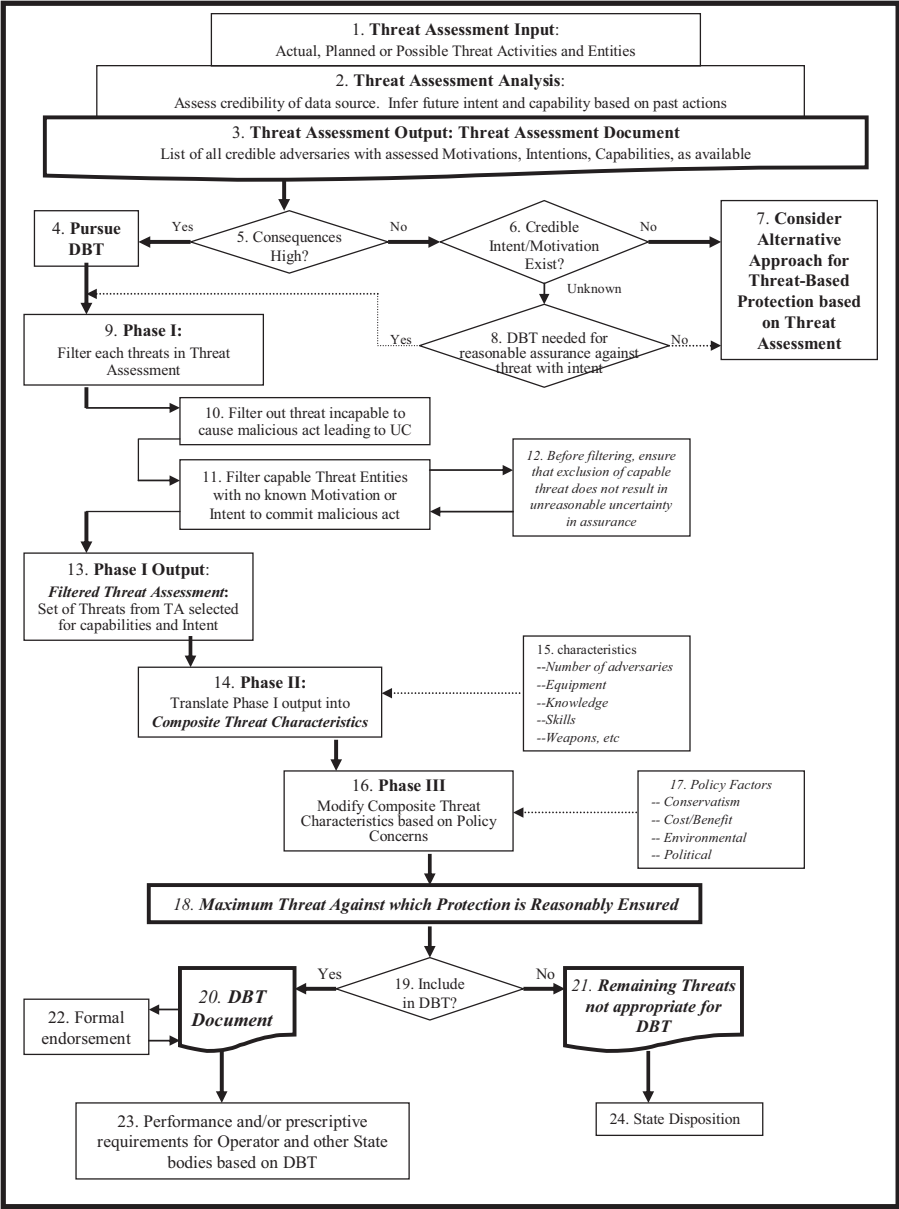 1. Threat Assessment Input:
Actual, Planned or Possible Threat Activities and Entities
2. Threat Assessment Analysis:
Assess credibility of data source. Infer future intent and capability based on past actions
3. Threat Assessment Output: Threat Assessment Document
List of all credible adversaries with assessed Motivations, Intentions, Capabilities, as available
4. Pursue
DBT
Yes
5. Consequences
High?
No
6. Credible
Intent/Motivation
Exist?
No
7. Consider
Alternative
Approach for
Threat-Based
Protection based
on Threat
Assessment
Unknown
Yes
8. DBT needed for
reasonable assurance against
threat with intent
No
9. Phase I:
Filter each threats in Threat
Assessment
10. Filter out threat incapable to
cause malicious act leading to UC
11. Filter capable Threat Entities
with no known Motivation or
Intent to commit malicious act
12. Before filtering, ensure
that exclusion of capable
threat does not result in
unreasonable uncertainty
in assurance
13. Phase I Output:
Filtered Threat Assessment:
Set of Threats from TA selected
for capabilities and Intent
14. Phase II:
Translate Phase I output into
Composite Threat Characteristics
15. characteristics
--Number of adversaries
--Equipment
--Knowledge
--Skills
--Weapons, etc
16. Phase III
Modify Composite Threat
Characteristics based on Policy
Concerns
17. Policy Factors
-- Conservatism
-- Cost/Benefit
-- Environmental
-- Political
18. Maximum Threat Against which Protection is Reasonably Ensured
Yes
19. Include
in DBT?
No
20. DBT
Document
21. Remaining Threats
not appropriate for
DBT
22. Formal
endorsement
23. Performance and/or prescriptive
requirements for Operator and other State
bodies based on DBT
24. State Disposition